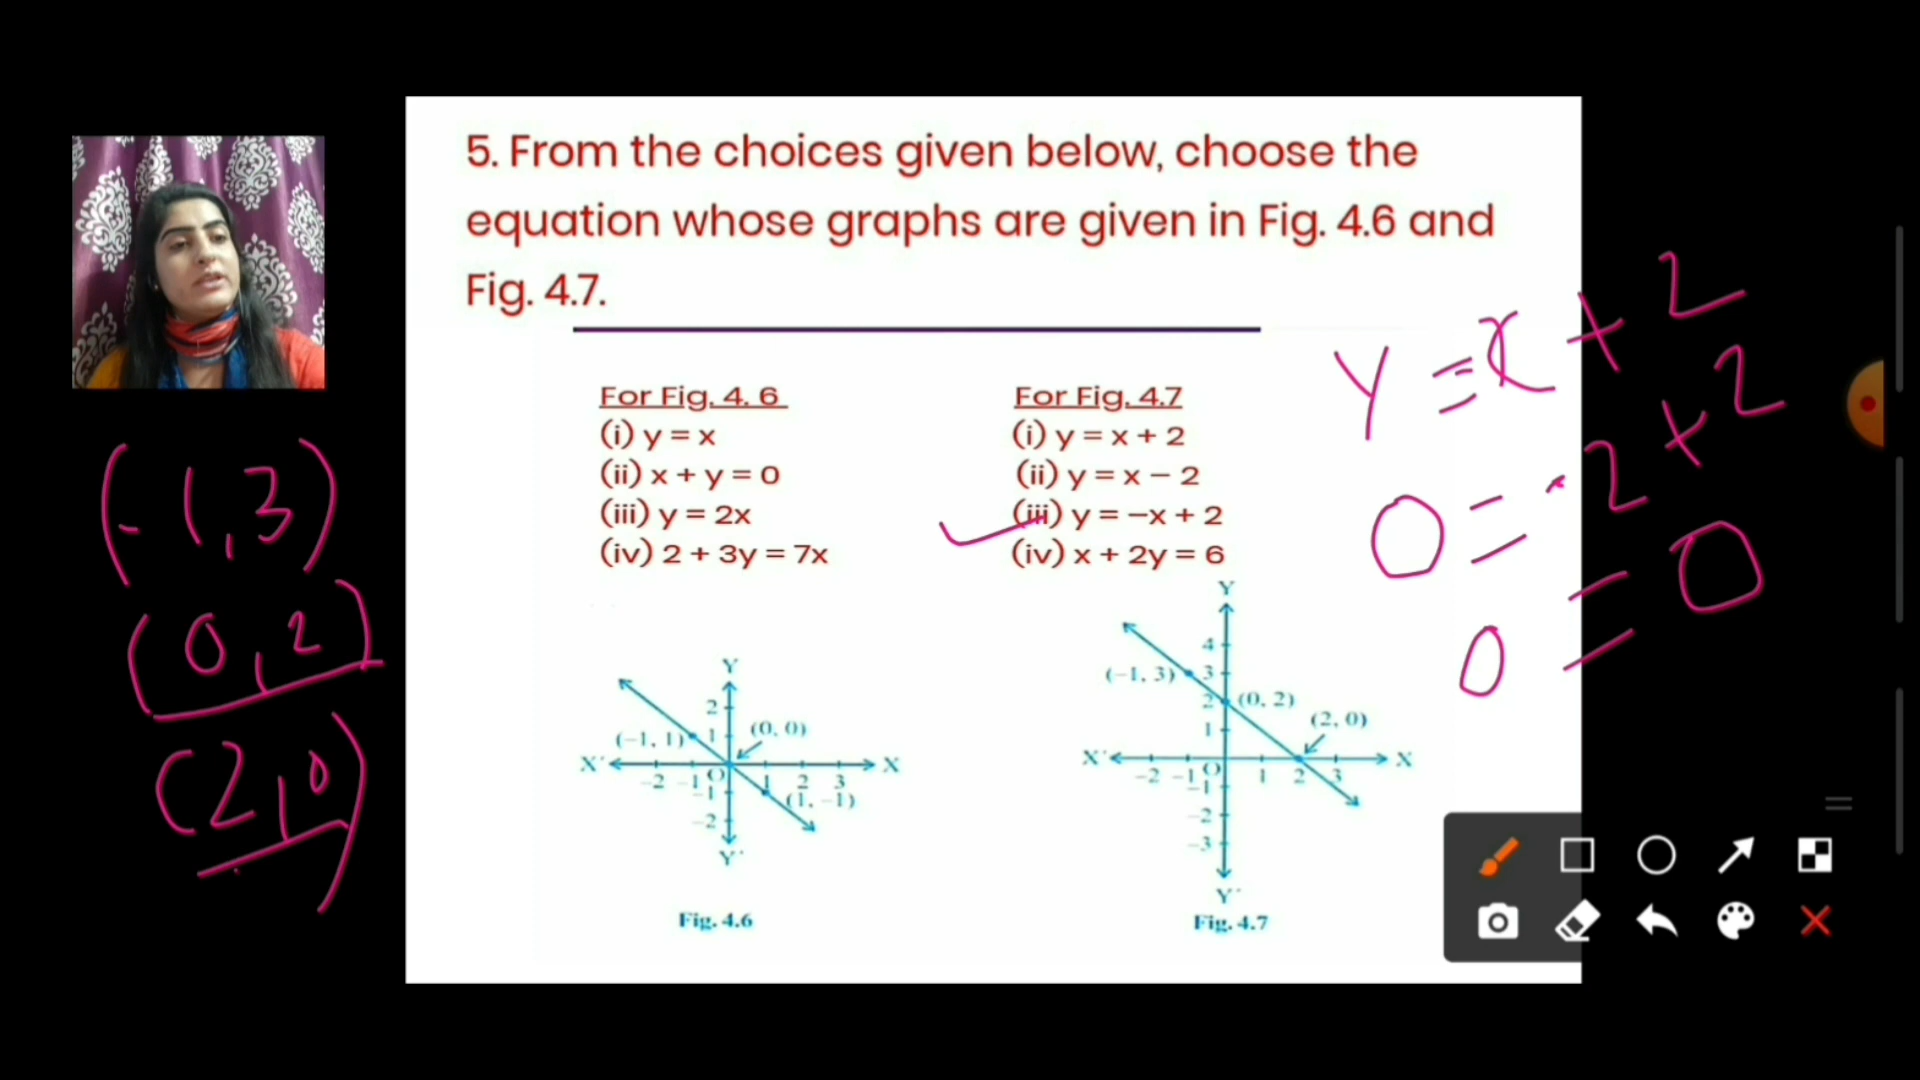 5. From the choices given below, choose the
equation whose graphs are given in Fig. 4.6 and
Fig. 4.7.
For Fig. 4. 6
(i) y = x
(ii) x + y = 0
(iii) y = 2x
(iv) 2 + 3y = 7x
For Fig. 4.7
(i) y = x + 2
(ii) y = x − 2
(iii) y = −x + 2
(iv) x + 2y = 6
y = x + 2
0 = -2 + 2
0 = 0
(-1, 3)
(0, 2)
(2, 0)
Y
2
1
(0, 0)
(−1, 1)
X'
−2 −1 O 1 2 3
X
−1
(1, −1)
−2
Y'
Fig. 4.6
Y
4
(−1, 3) 3
2 (0, 2)
(2, 0)
1
X'
X
−2 −1 O 1 2 3
−1
−2
−3
Y'
Fig. 4.7